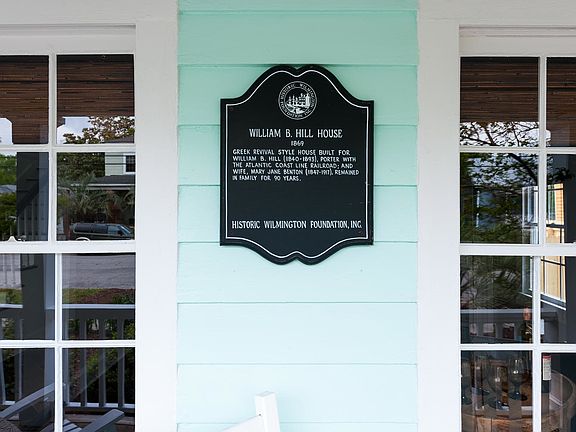 WILLIAM B. HILL HOUSE
1869
GREEK REVIVAL STYLE HOUSE BUILT FOR
WILLIAM B. HILL (1840-1893), PORTER WITH
THE ATLANTIC COAST LINE RAILROAD; AND
WIFE, MARY JANE BENTON (1847-1917), REMAINED
IN FAMILY FOR 90 YEARS.
HISTORIC WILMINGTON FOUNDATION, INC.